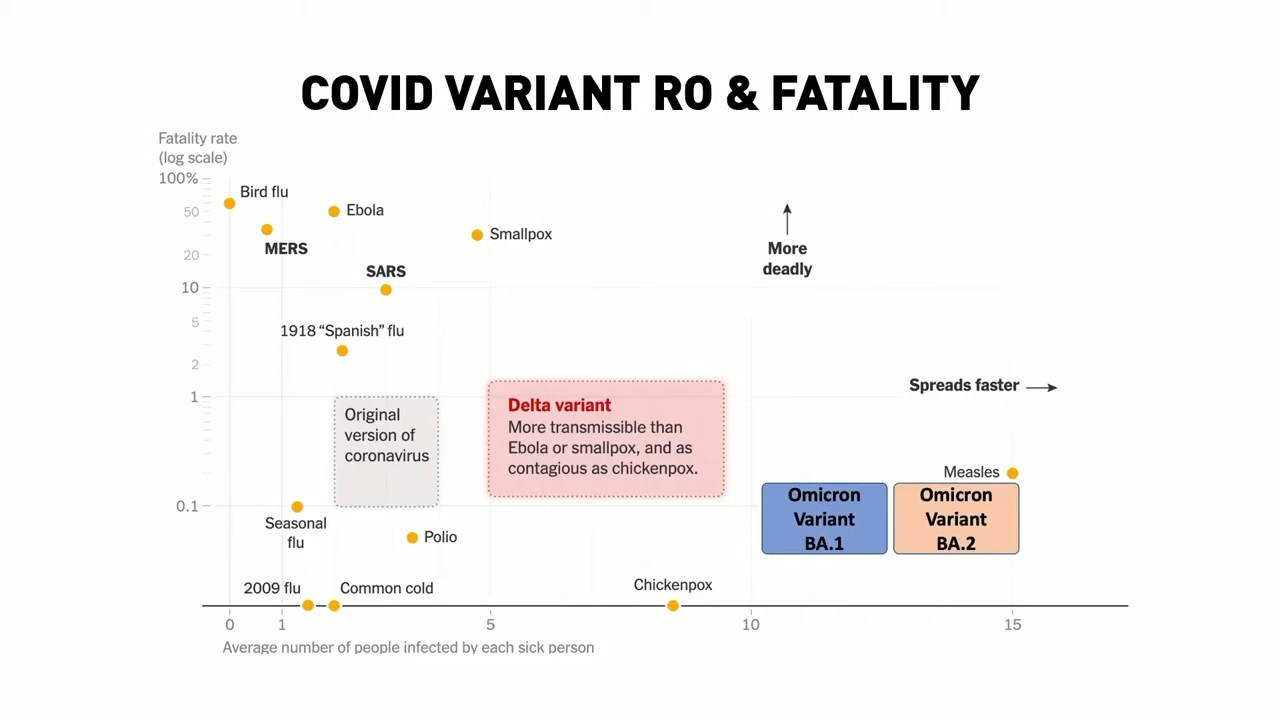 COVID VARIANT RO & FATALITY
Fatality rate
(log scale)
100%
50
20
10
5
2
1
0.1
Bird flu
Ebola
MERS
Smallpox
SARS
1918 “Spanish” flu
More
deadly
Spreads faster
Original
version of
coronavirus
Delta variant
More transmissible than
Ebola or smallpox, and as
contagious as chickenpox.
Measles
Omicron
Variant
BA.1
Omicron
Variant
BA.2
Seasonal
flu
Polio
2009 flu
Common cold
Chickenpox
0
1
5
10
15
Average number of people infected by each sick person